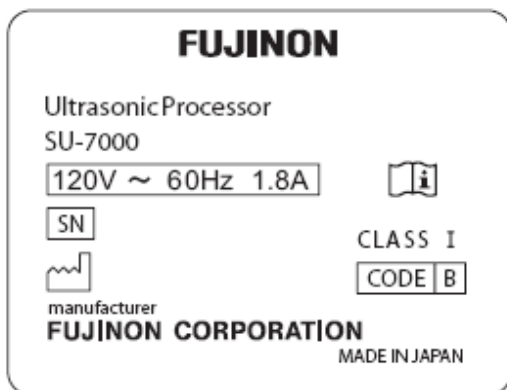 FUJINON
Ultrasonic Processor
SU-7000
120V ~ 60Hz 1.8A
i
SN
CLASS I
CODE B
manufacturer
FUJINON CORPORATION
MADE IN JAPAN